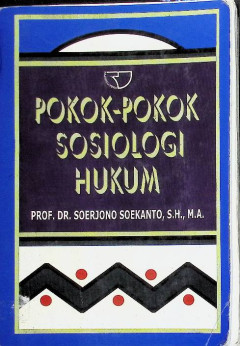 POKOK-POKOK
SOSIOLOGI
HUKUM
PROF. DR. SOERJONO SOEKANTO, S.H., M.A.